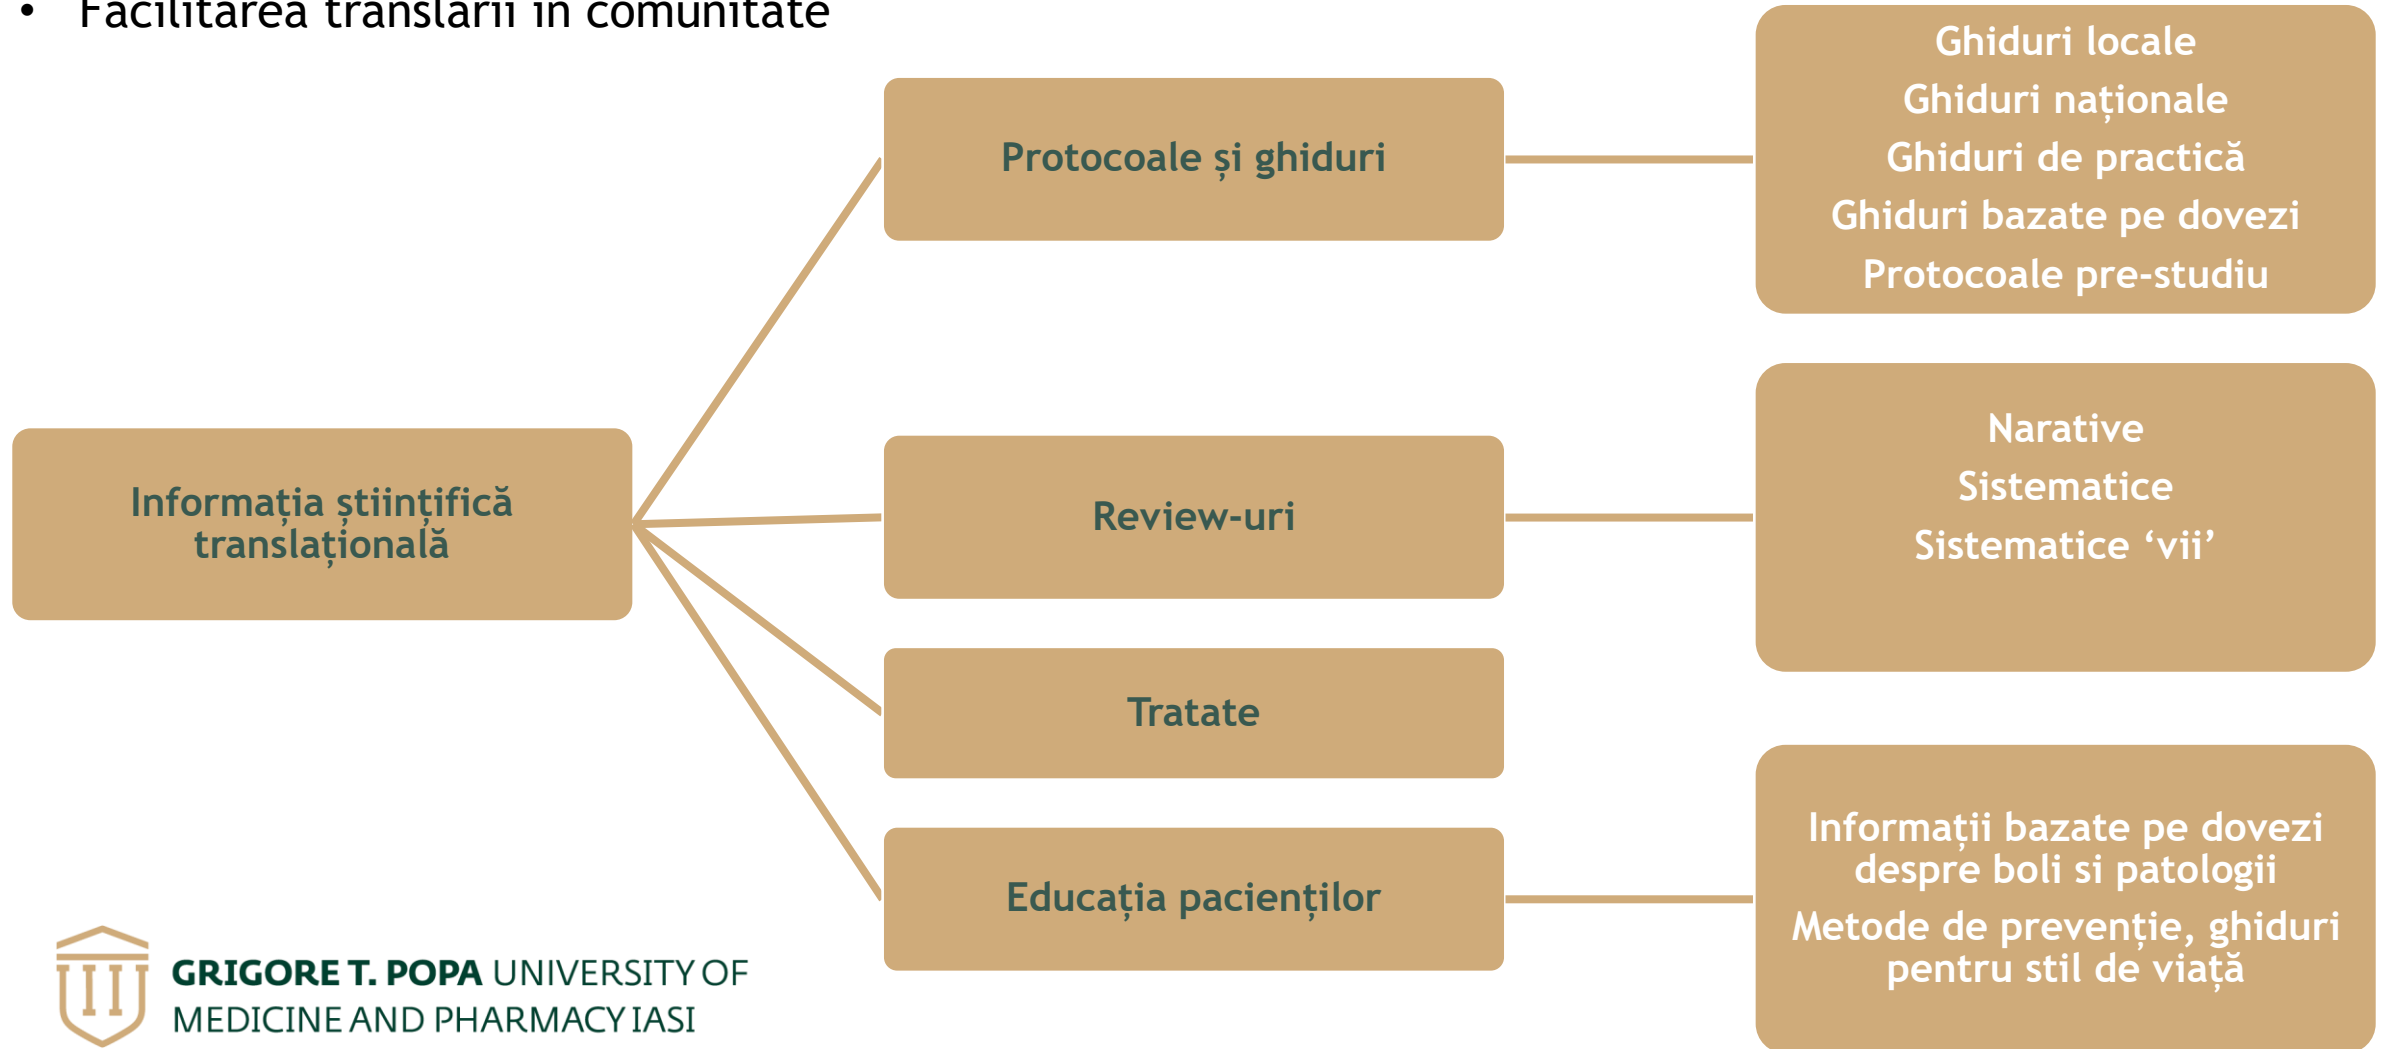 • Facilitarea translării în comunitate
Ghiduri locale
Ghiduri naționale
Ghiduri de practică
Ghiduri bazate pe dovezi
Protocoale pre-studiu
Protocoale și ghiduri
Narative
Sistematice
Sistematice ‘vii’
Informația științifică
translațională
Review-uri
Tratate
Informații bazate pe dovezi
despre boli si patologii
Metode de prevenție, ghiduri
pentru stil de viață
Educația pacienților
GRIGORE T. POPA UNIVERSITY OF
MEDICINE AND PHARMACY IASI